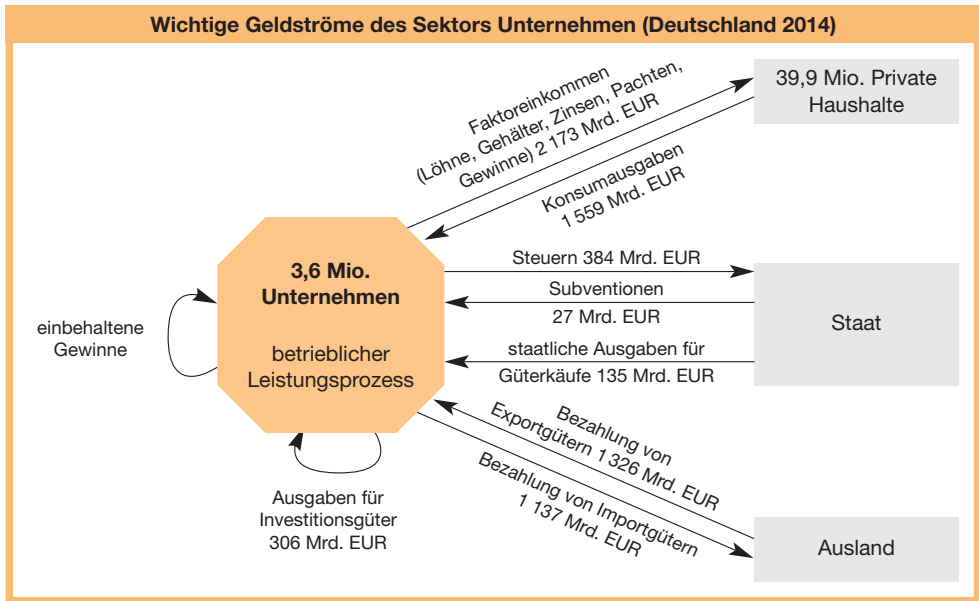 Wichtige Geldströme des Sektors Unternehmen (Deutschland 2014)
Faktoreinkommen
(Löhne, Gehälter, Zinsen, Pachten,
Gewinne) 2 173 Mrd. EUR
39,9 Mio. Private
Haushalte
Konsumausgaben
1 559 Mrd. EUR
3,6 Mio.
Unternehmen
betrieblicher
Leistungsprozess
einbehaltene
Gewinne
Steuern 384 Mrd. EUR
Subventionen
27 Mrd. EUR
staatliche Ausgaben für
Güterkäufe 135 Mrd. EUR
Staat
Bezahlung von
Exportgütern 1 326 Mrd. EUR
Bezahlung von Importgütern
1 137 Mrd. EUR
Ausland
Ausgaben für
Investitionsgüter
306 Mrd. EUR